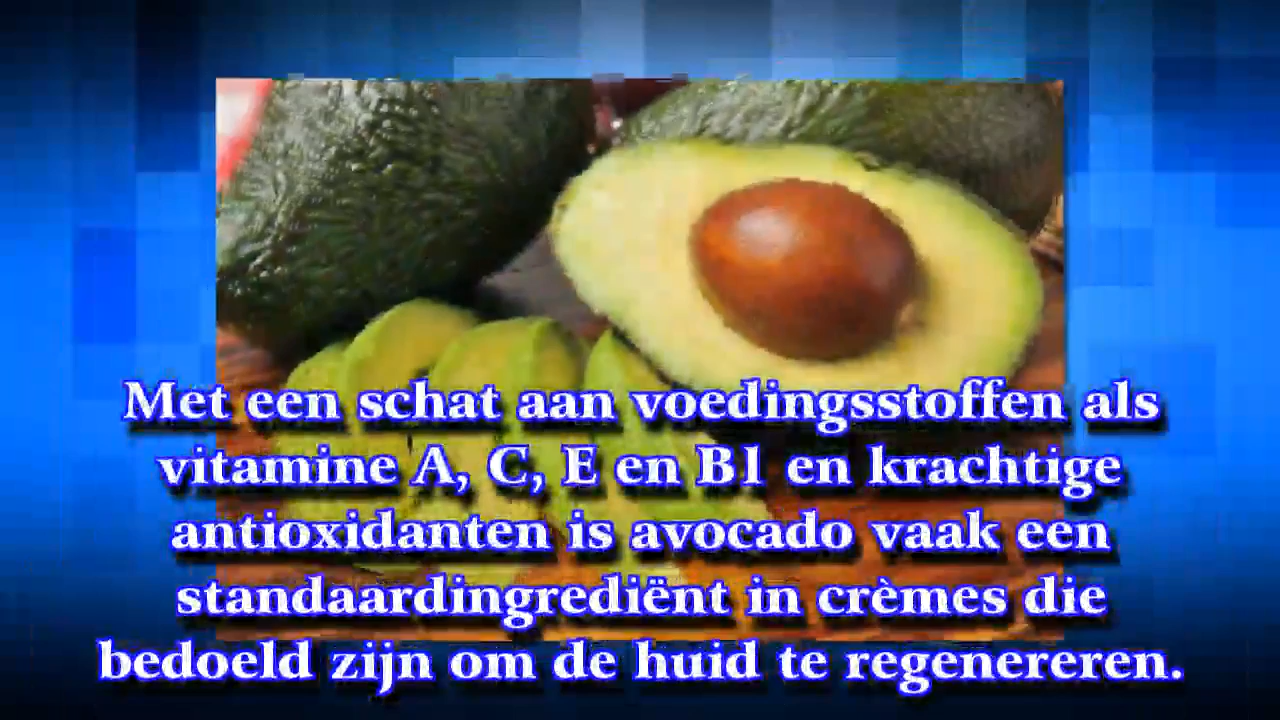 Met een schat aan voedingsstoffen als
vitamine A, C, E en B1 en krachtige
antioxidanten is avocado vaak een
standaardingrediënt in crèmes die
bedoeld zijn om de huid te regenereren.